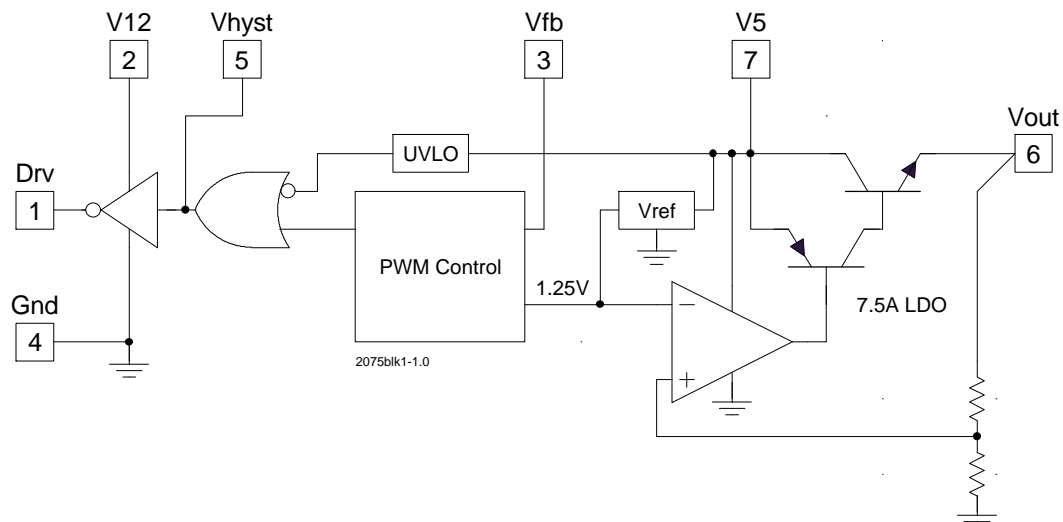 V12
Vhyst
Vfb
V5
2
5
3
7
Vout
6
UVLO
Drv
1
Vref
PWM Control
1.25V
−
7.5A LDO
Gnd
4
2075blk1-1.0
+